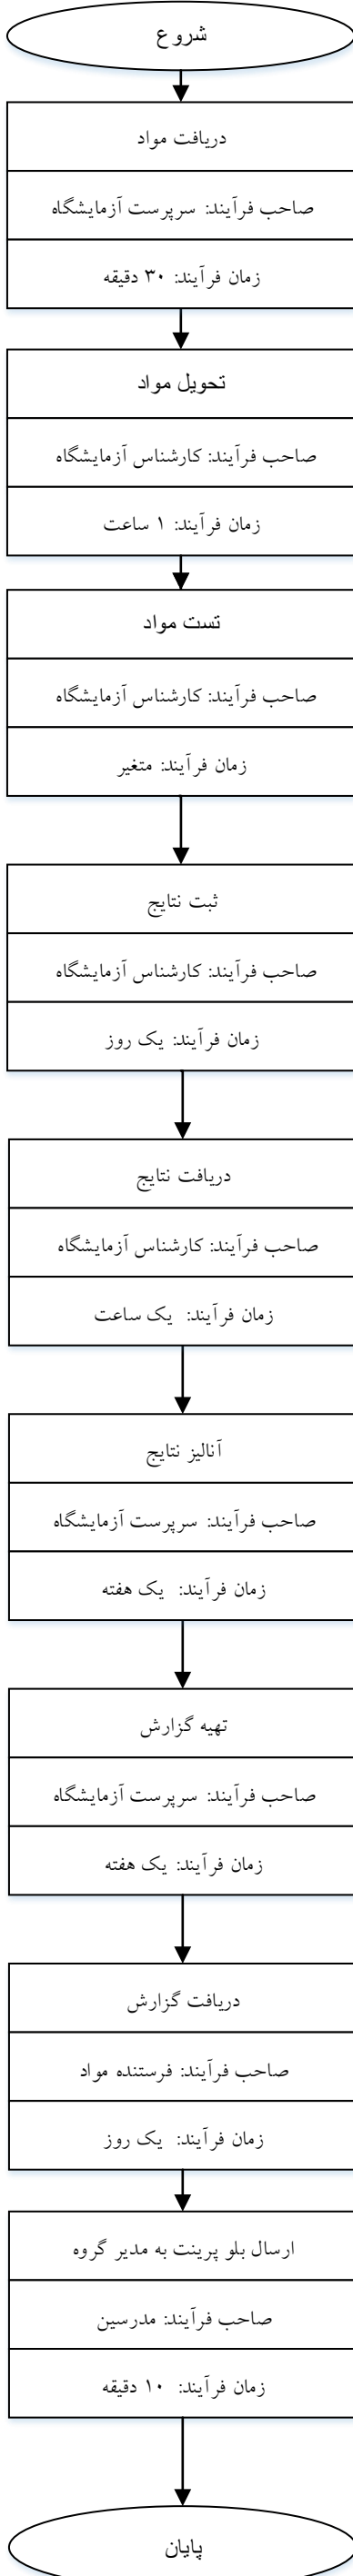 شروع
دریافت مواد
صاحب فرآیند: سرپرست آزمایشگاه
زمان فرآیند: ۳۰ دقیقه
تحویل مواد
صاحب فرآیند: کارشناس آزمایشگاه
زمان فرآیند: ۱ ساعت
تست مواد
صاحب فرآیند: کارشناس آزمایشگاه
زمان فرآیند: متغیر
ثبت نتایج
صاحب فرآیند: کارشناس آزمایشگاه
زمان فرآیند: یک روز
دریافت نتایج
صاحب فرآیند: کارشناس آزمایشگاه
زمان فرآیند: یک ساعت
آنالیز نتایج
صاحب فرآیند: سرپرست آزمایشگاه
زمان فرآیند: یک هفته
تهیه گزارش
صاحب فرآیند: سرپرست آزمایشگاه
زمان فرآیند: یک هفته
دریافت گزارش
صاحب فرآیند: فرستنده مواد
زمان فرآیند: یک روز
ارسال بلو پرینت به مدیر گروه
صاحب فرآیند: مدرسین
زمان فرآیند: ۱۰ دقیقه
پایان